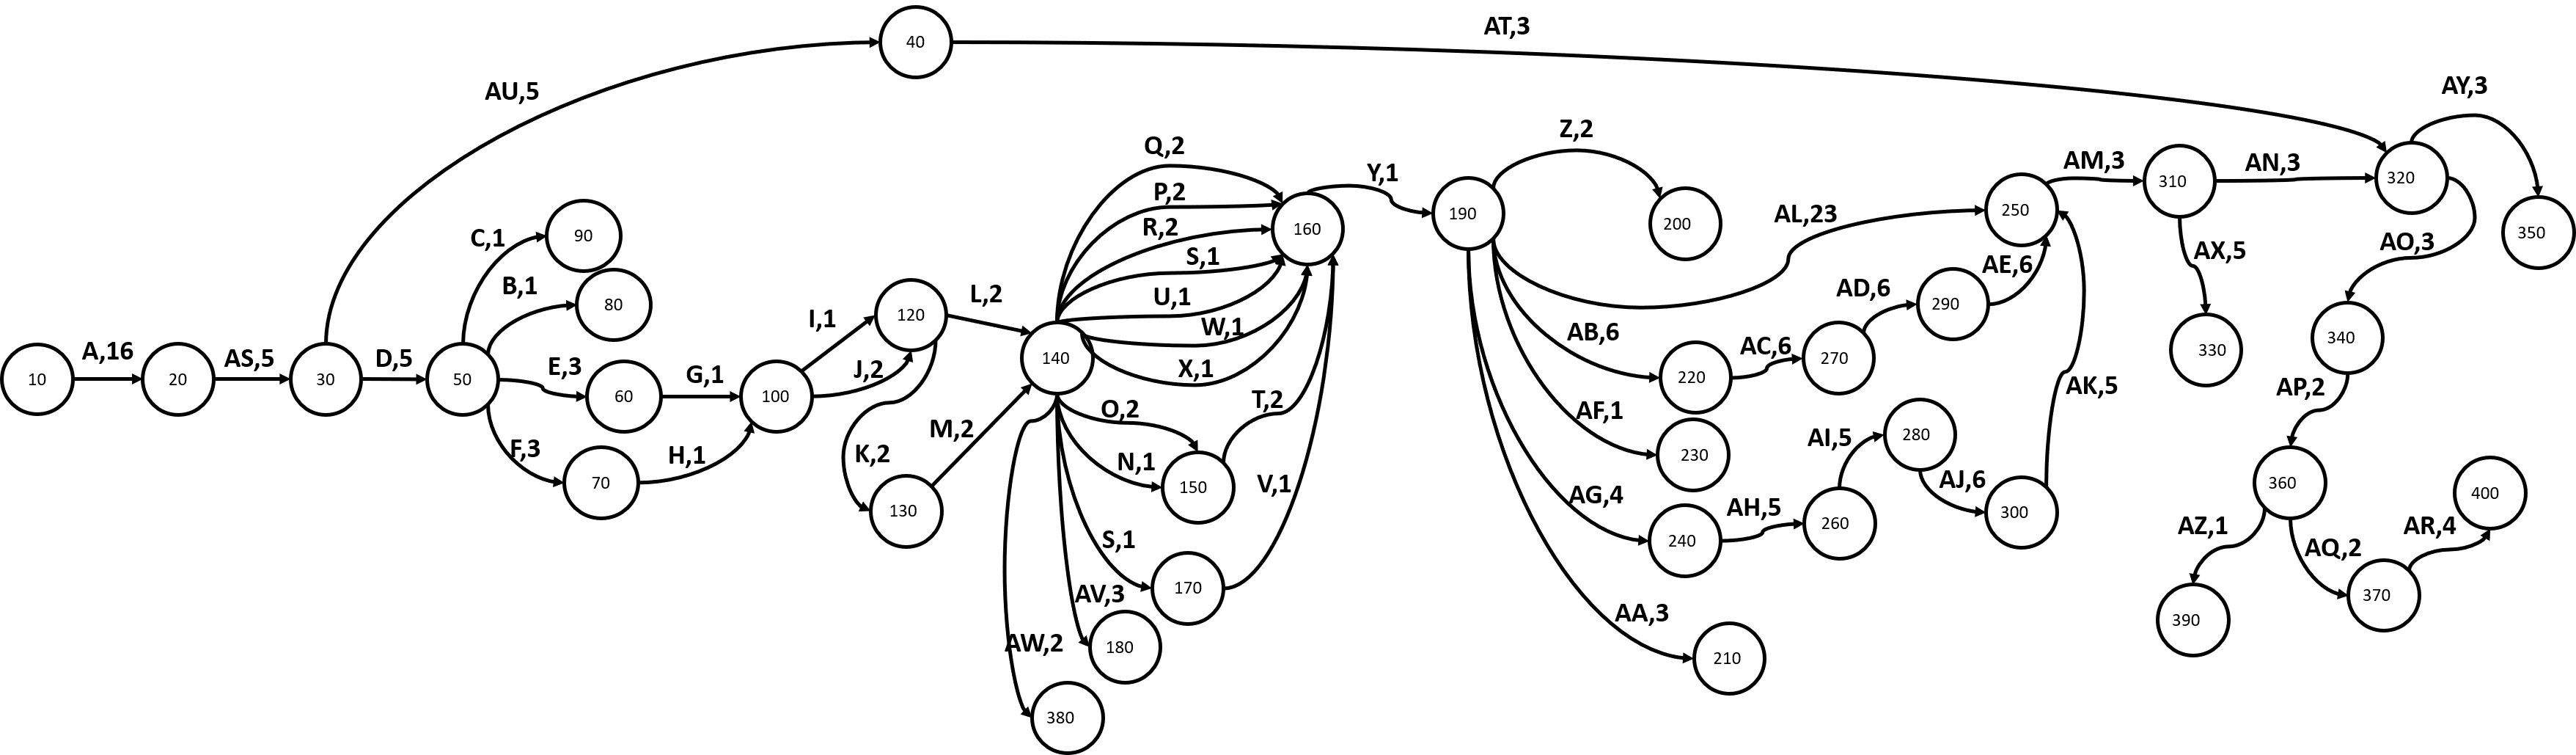 40
AT,3
AU,5
AY,3
Z,2
Q,2
Y,1
P,2
AM,3
AN,3
310
320
R,2
190
200
250
160
350
C,1
90
AL,23
S,1
AO,3
AX,5
AE,6
B,1
80
AD,6
290
U,1
L,2
I,1
120
W,1
AB,6
340
330
10
A,16
20
AS,5
30
D,5
50
E,3
60
G,1
100
J,2
140
X,1
AC,6
270
220
AK,5
AP,2
T,2
O,2
AF,1
M,2
AI,5
280
F,3
70
H,1
K,2
N,1
150
V,1
230
360
AG,4
AJ,6
400
130
AH,5
260
300
AZ,1
AR,4
S,1
240
AQ,2
AV,3
170
370
AA,3
390
AW,2
180
210
380